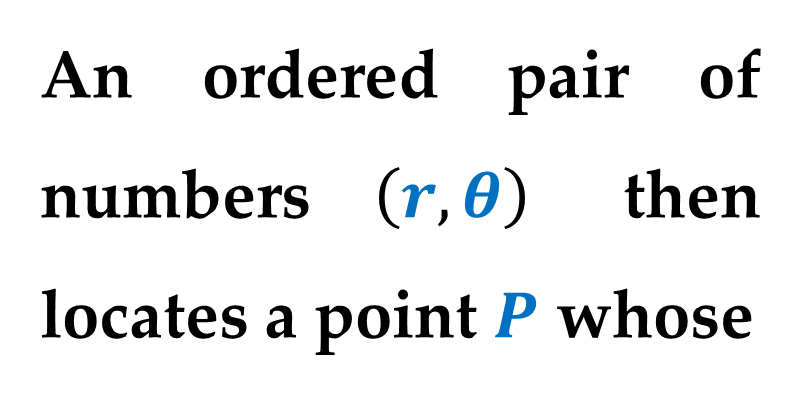 An ordered pair of
numbers (r, θ) then
locates a point P whose